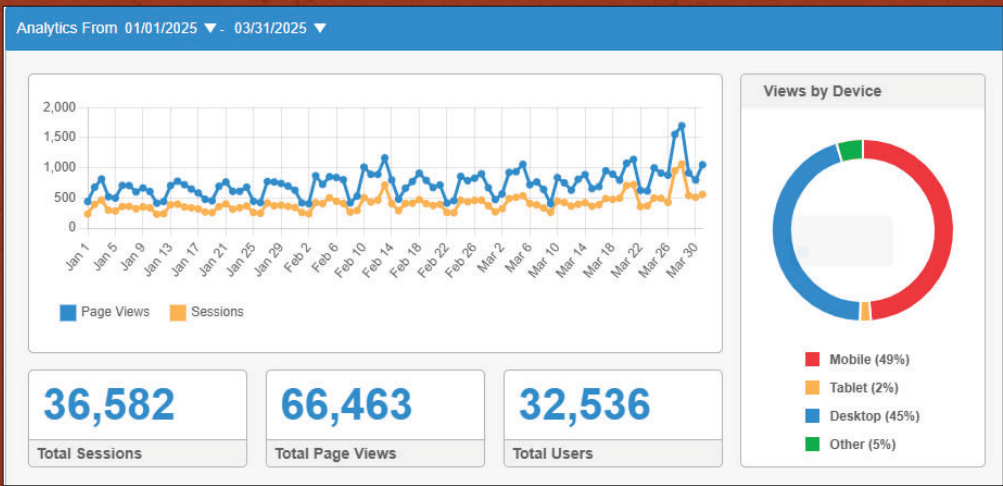 Analytics From 01/01/2025 ▼ - 03/31/2025 ▼
2,000
1,500
1,000
500
0
Jan 1
Jan 5
Jan 9
Jan 13
Jan 17
Jan 21
Jan 25
Jan 29
Feb 2
Feb 6
Feb 10
Feb 14
Feb 18
Feb 22
Feb 26
Mar 2
Mar 6
Mar 10
Mar 14
Mar 18
Mar 22
Mar 26
Mar 30
Page Views
Sessions
36,582
Total Sessions
66,463
Total Page Views
32,536
Total Users
Views by Device
Mobile (49%)
Tablet (2%)
Desktop (45%)
Other (5%)